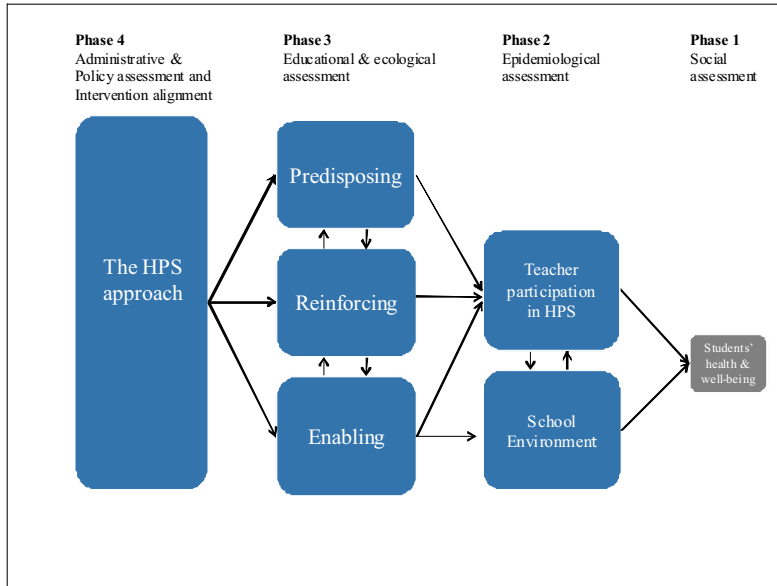 Phase 4
Administrative &
Policy assessment and
Intervention alignment
Phase 3
Educational & ecological
assessment
Phase 2
Epidemiological
assessment
Phase 1
Social
assessment
The HPS
approach
Predisposing
Reinforcing
Enabling
Teacher
participation
in HPS
School
Environment
Students’
health &
well-being